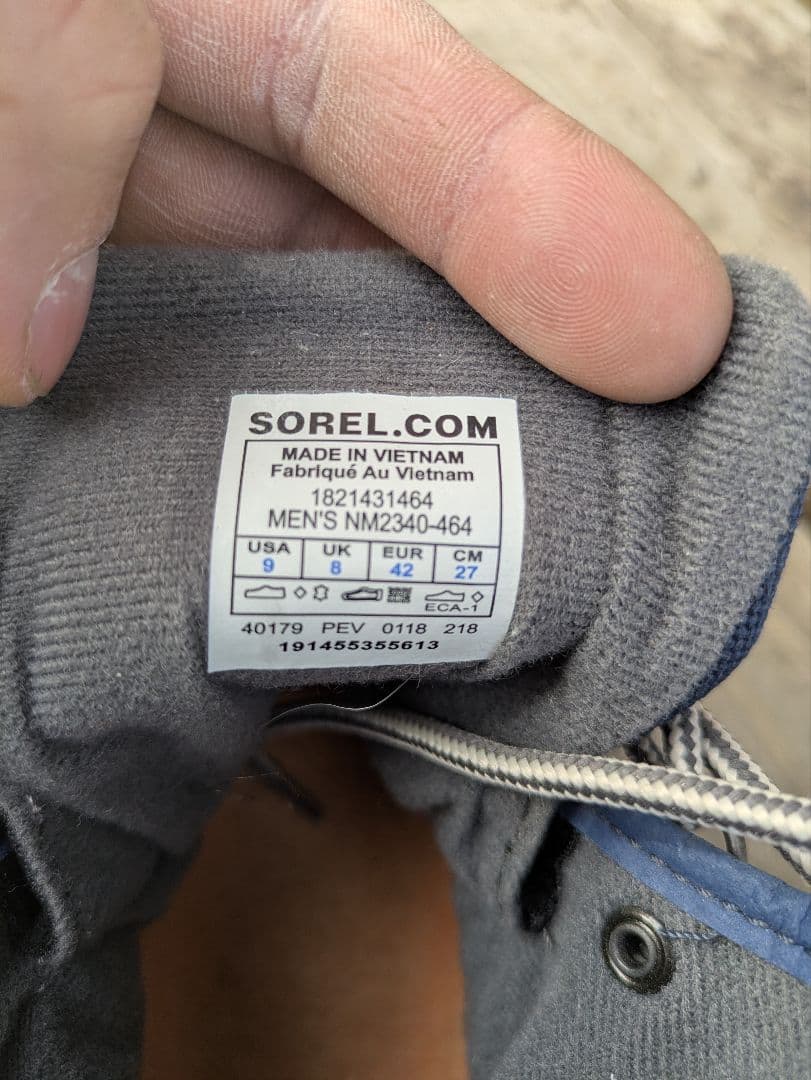 SOREL.COM
MADE IN VIETNAM
Fabriqué Au Vietnam
1821431464
MEN'S NM2340-464
USA UK EUR CM
9 8 42 27
ECA-1
40179 PEV 0118 218
191455355613